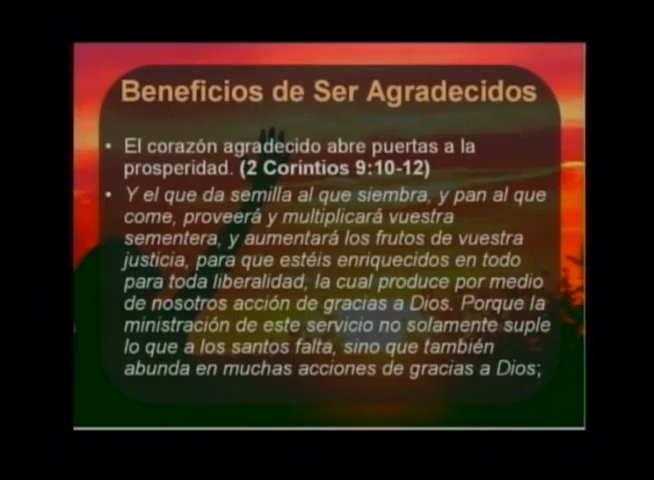 Beneficios de Ser Agradecidos
• El corazón agradecido abre puertas a la
prosperidad. (2 Corintios 9:10-12)
• Y el que da semilla al que siembra, y pan al que
come, proveerá y multiplicará vuestra
sementera, y aumentará los frutos de vuestra
justicia, para que estéis enriquecidos en todo
para toda liberalidad, la cual produce por medio
de nosotros acción de gracias a Dios. Porque la
ministración de este servicio no solamente suple
lo que a los santos falta, sino que también
abunda en muchas acciones de gracias a Dios;